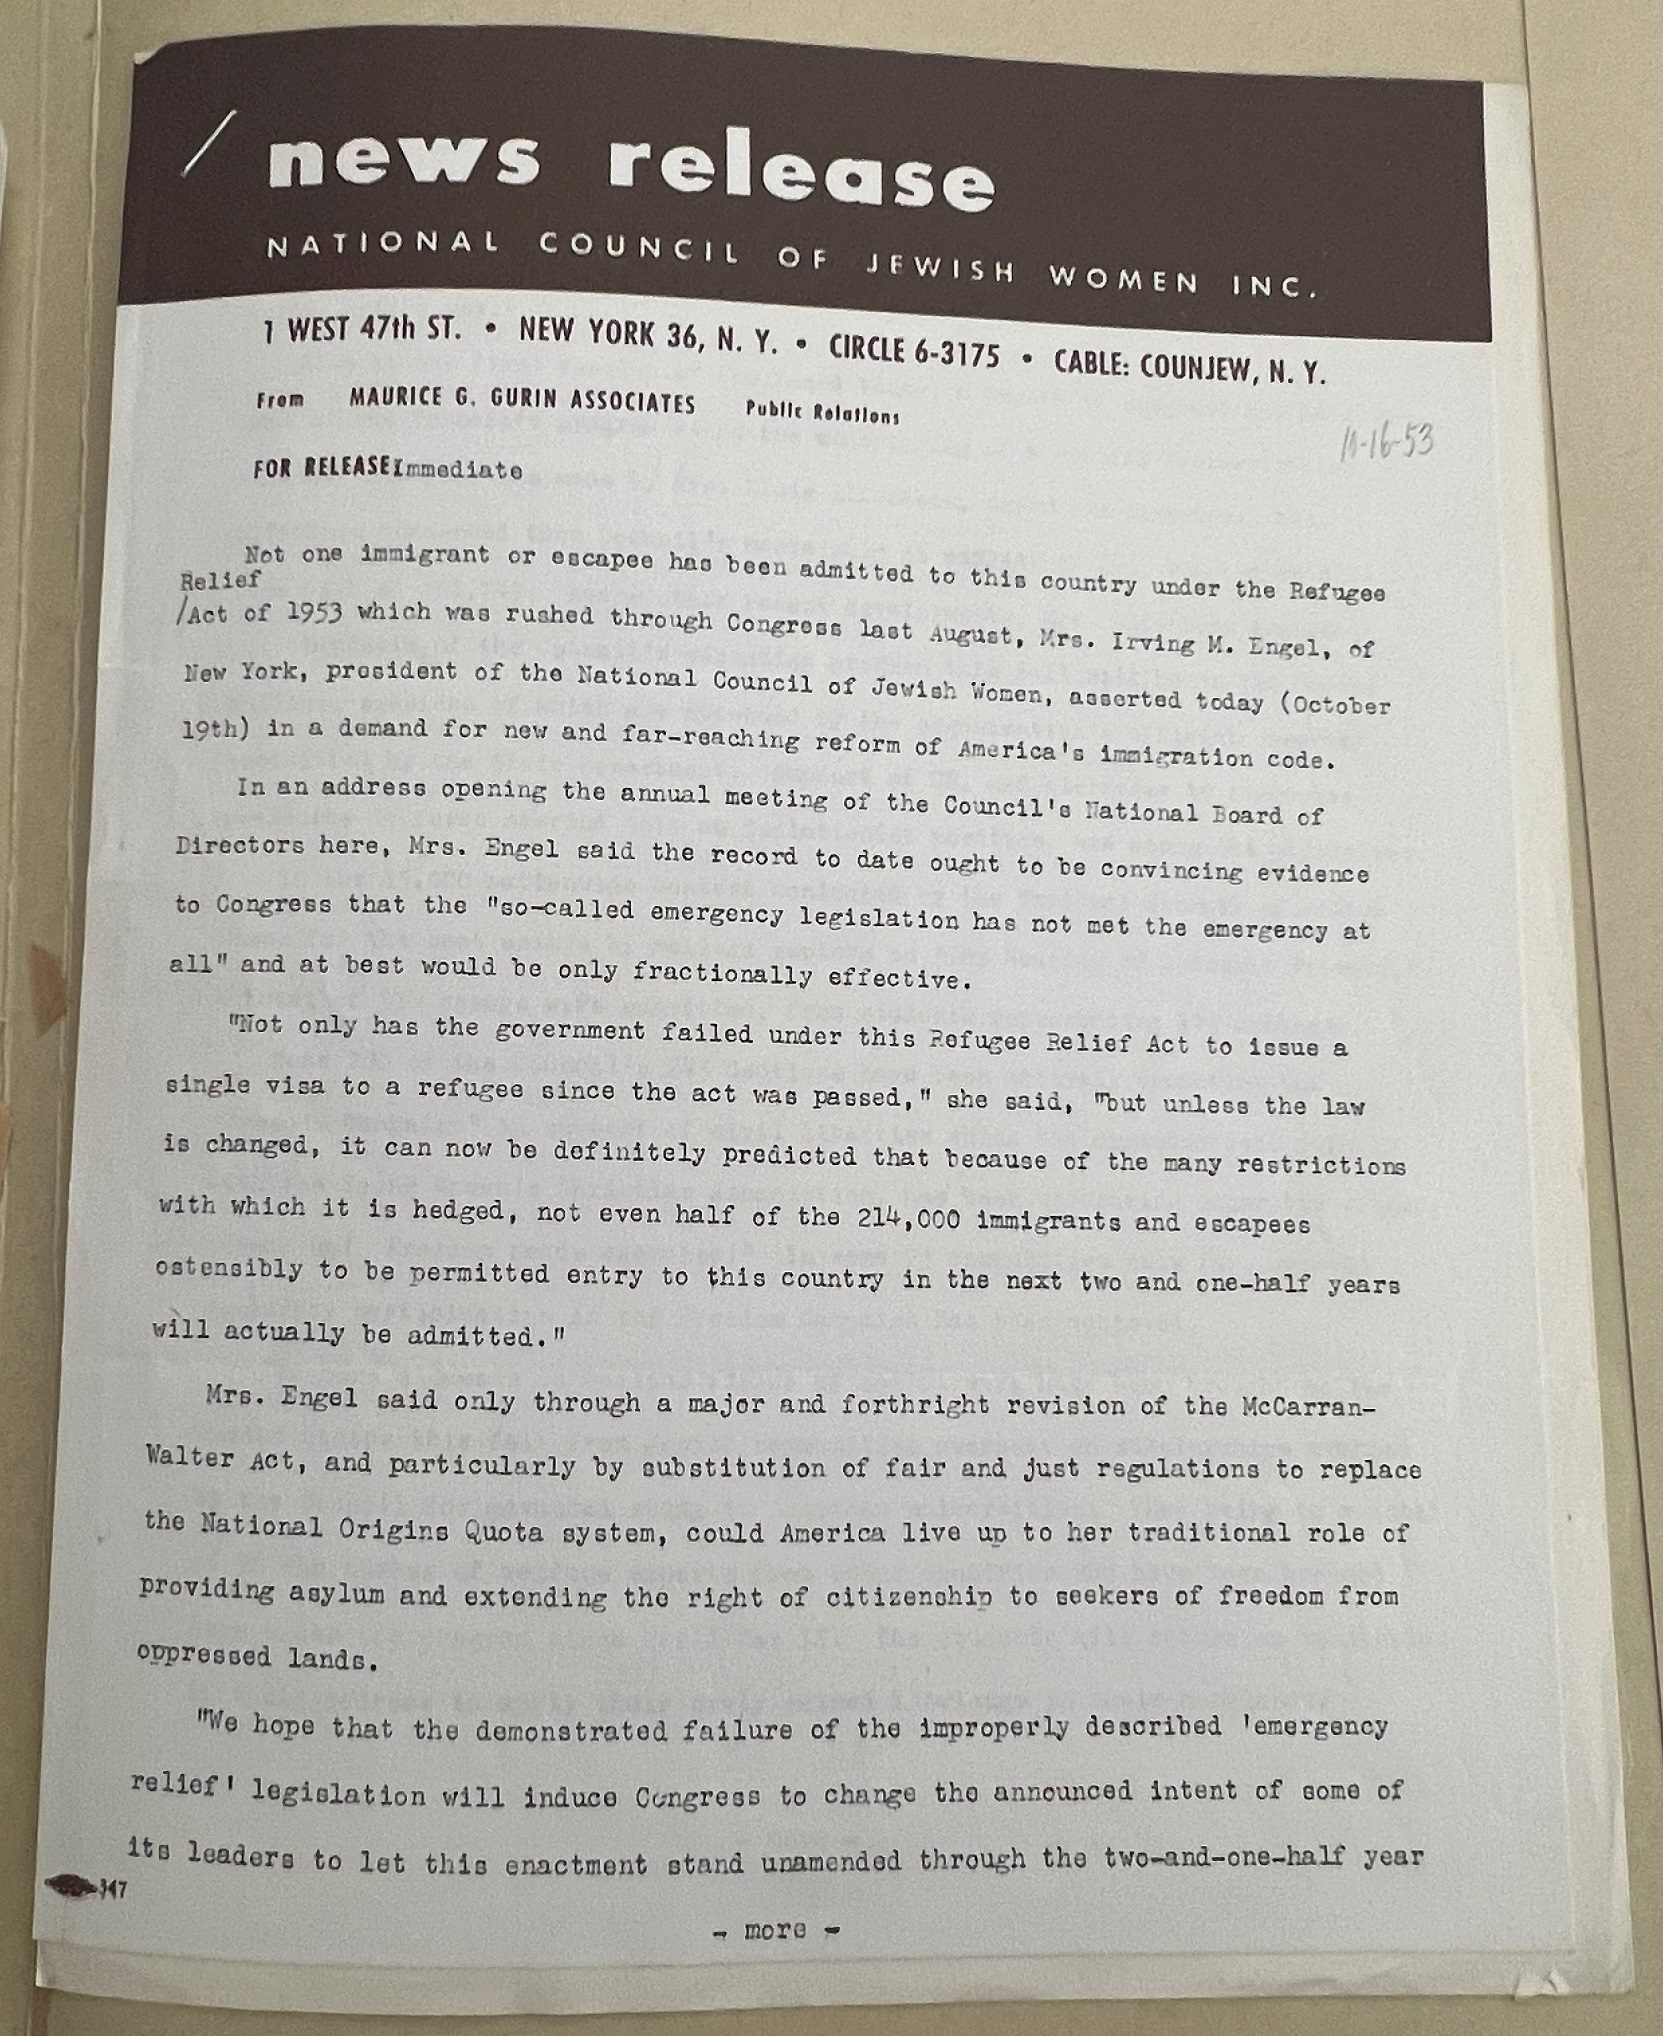 news release
NATIONAL COUNCIL OF JEWISH WOMEN INC.
1 WEST 47th ST. • NEW YORK 36, N. Y. • CIRCLE 6-3175 • CABLE: COUNJEW, N. Y.
From MAURICE G. GURIN ASSOCIATES Public Relations
-16-53
FOR RELEASE Immediate
Not one immigrant or escapee has been admitted to this country under the Refugee
Relief
/Act of 1953 which was rushed through Congress last August, Mrs. Irving M. Engel, of
New York, president of the National Council of Jewish Women, asserted today (October
19th) in a demand for new and far-reaching reform of America's immigration code.
In an address opening the annual meeting of the Council's National Board of
Directors here, Mrs. Engel said the record to date ought to be convincing evidence
to Congress that the "so-called emergency legislation has not met the emergency at
all" and at best would be only fractionally effective.
"Not only has the government failed under this Refugee Relief Act to issue a
single visa to a refugee since the act was passed," she said, "but unless the law
is changed, it can now be definitely predicted that because of the many restrictions
with which it is hedged, not even half of the 214,000 immigrants and escapees
ostensibly to be permitted entry to this country in the next two and one-half years
will actually be admitted."
Mrs. Engel said only through a major and forthright revision of the McCarran-
Walter Act, and particularly by substitution of fair and just regulations to replace
the National Origins Quota system, could America live up to her traditional role of
providing asylum and extending the right of citizenship to seekers of freedom from
oppressed lands.
"We hope that the demonstrated failure of the improperly described 'emergency
relief' legislation will induce Congress to change the announced intent of some of
its leaders to let this enactment stand unamended through the two-and-one-half year
- more -